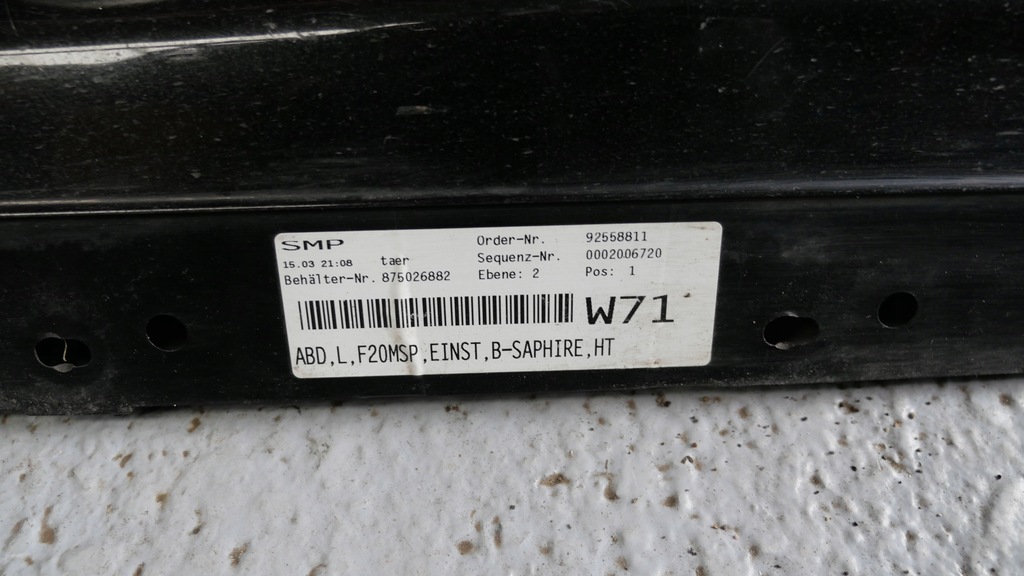 SMP
Order-Nr. 92558811
15.03 21:08 taer Sequenz-Nr. 0002006720
Behälter-Nr. 875026882 Ebene: 2 Pos: 1
W71
ABD,L,F20MSP,EINST,B-SAPHIRE,HT